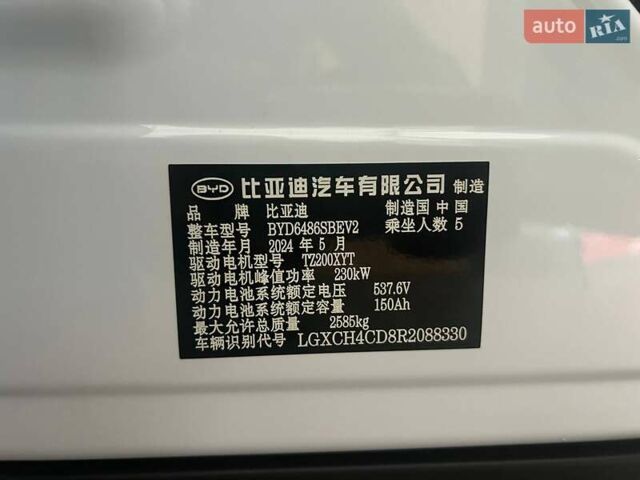 auto RIA .com
BYD 比亚迪汽车有限公司 制造
品 牌 比亚迪 制造国 中国
整车型号 BYD6486SBEV2 乘坐人数 5
制造年月 2024 年 5 月
驱动电机型号 TZ200XYT
驱动电机峰值功率 230kW
动力电池系统额定电压 537.6V
动力电池系统额定容量 150Ah
最大允许总质量 2585kg
车辆识别代号 LGXCH4CD8R2088330